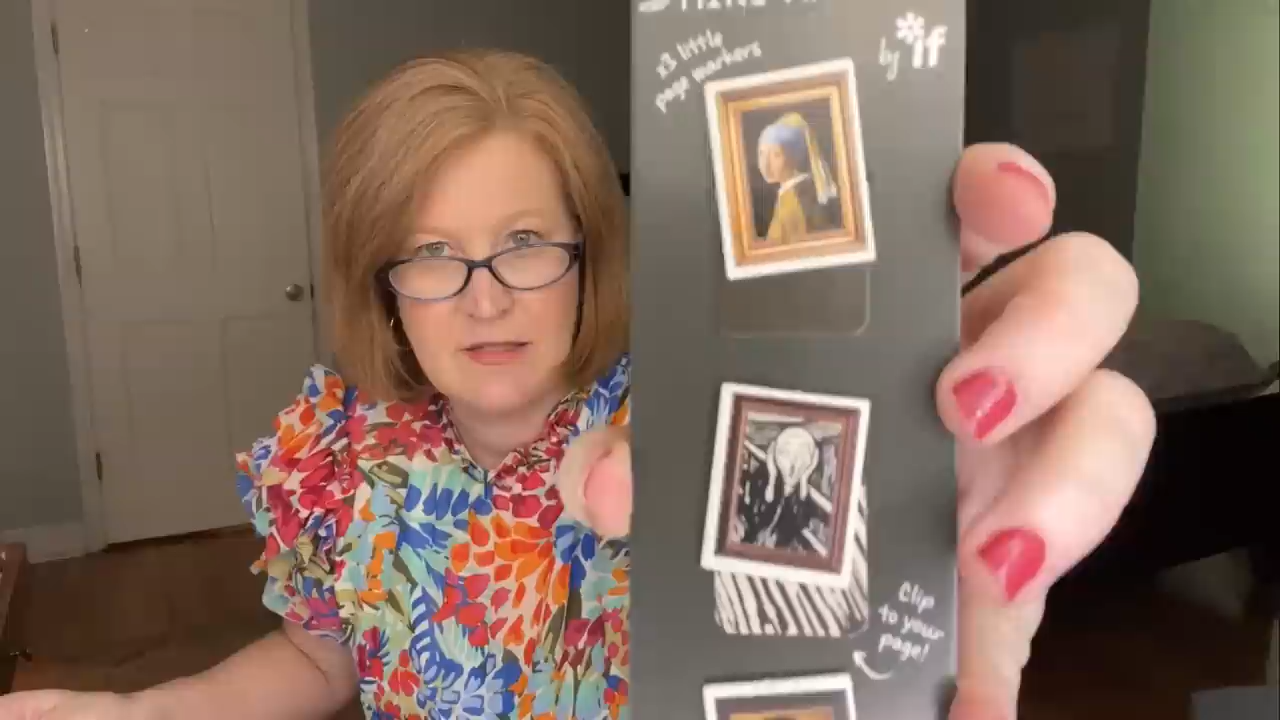 x3 little
page markers
by if
Clip
to your
page!